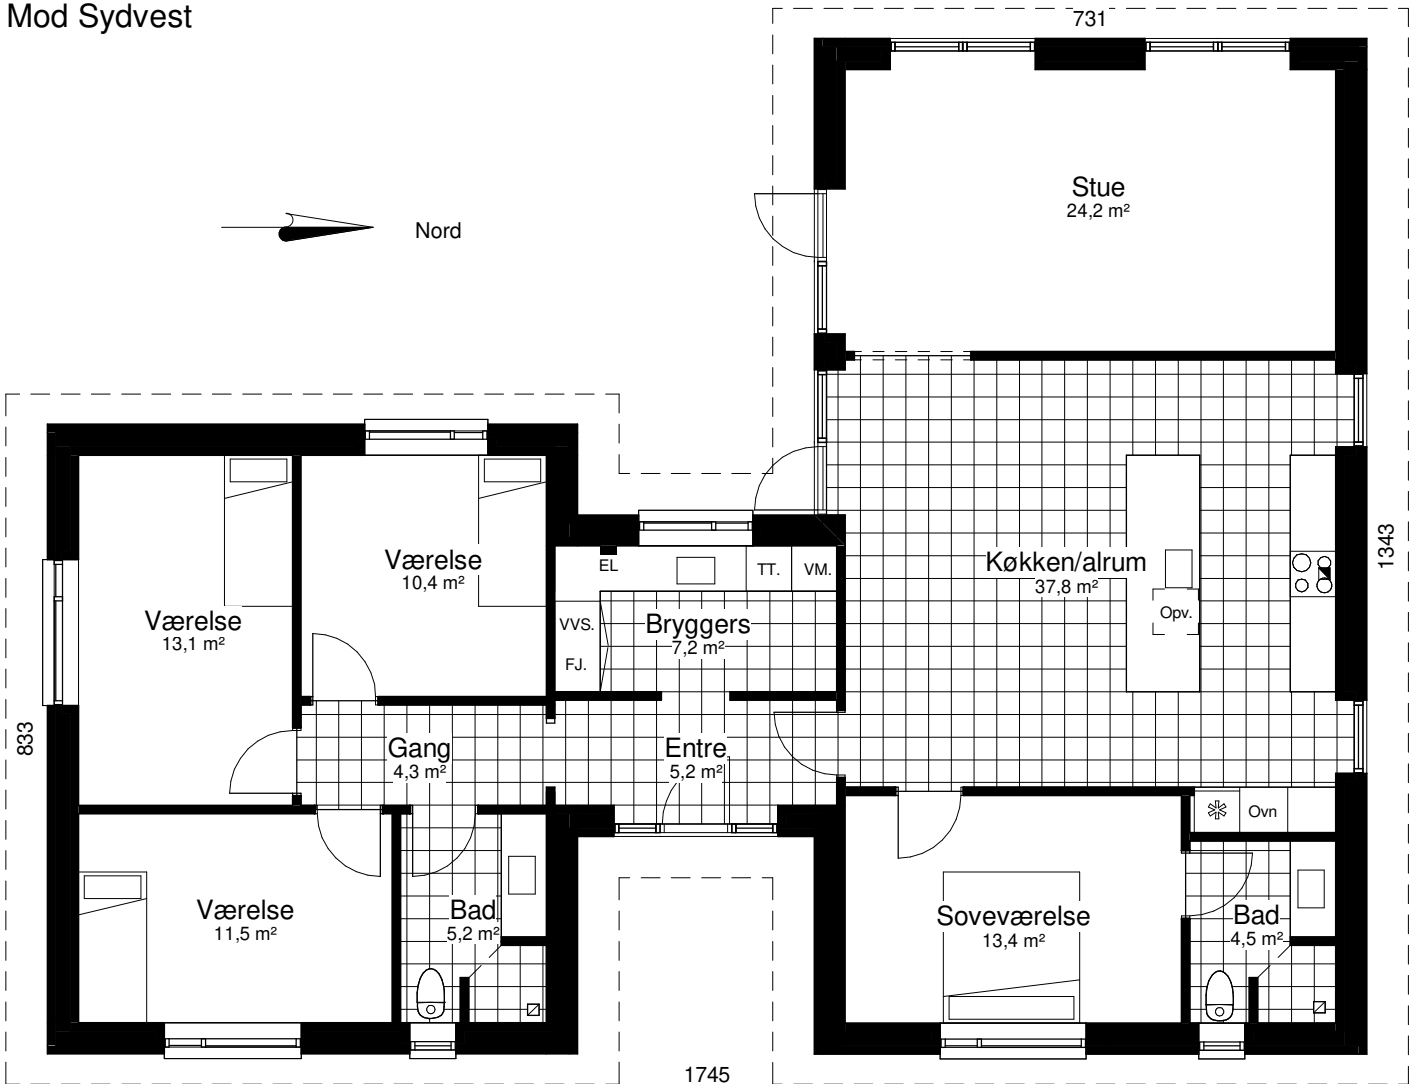 Mod Sydvest
731
Stue
24,2 m²
Nord
1343
Værelse
10,4 m²
EL
TT.
VM.
Køkken/alrum
37,8 m²
Opv.
Værelse
13,1 m²
VVS.
FJ.
Bryggers
7,2 m²
833
Gang
4,3 m²
Entre
5,2 m²
Ovn
Værelse
11,5 m²
Bad
5,2 m²
Soveværelse
13,4 m²
Bad
4,5 m²
1745